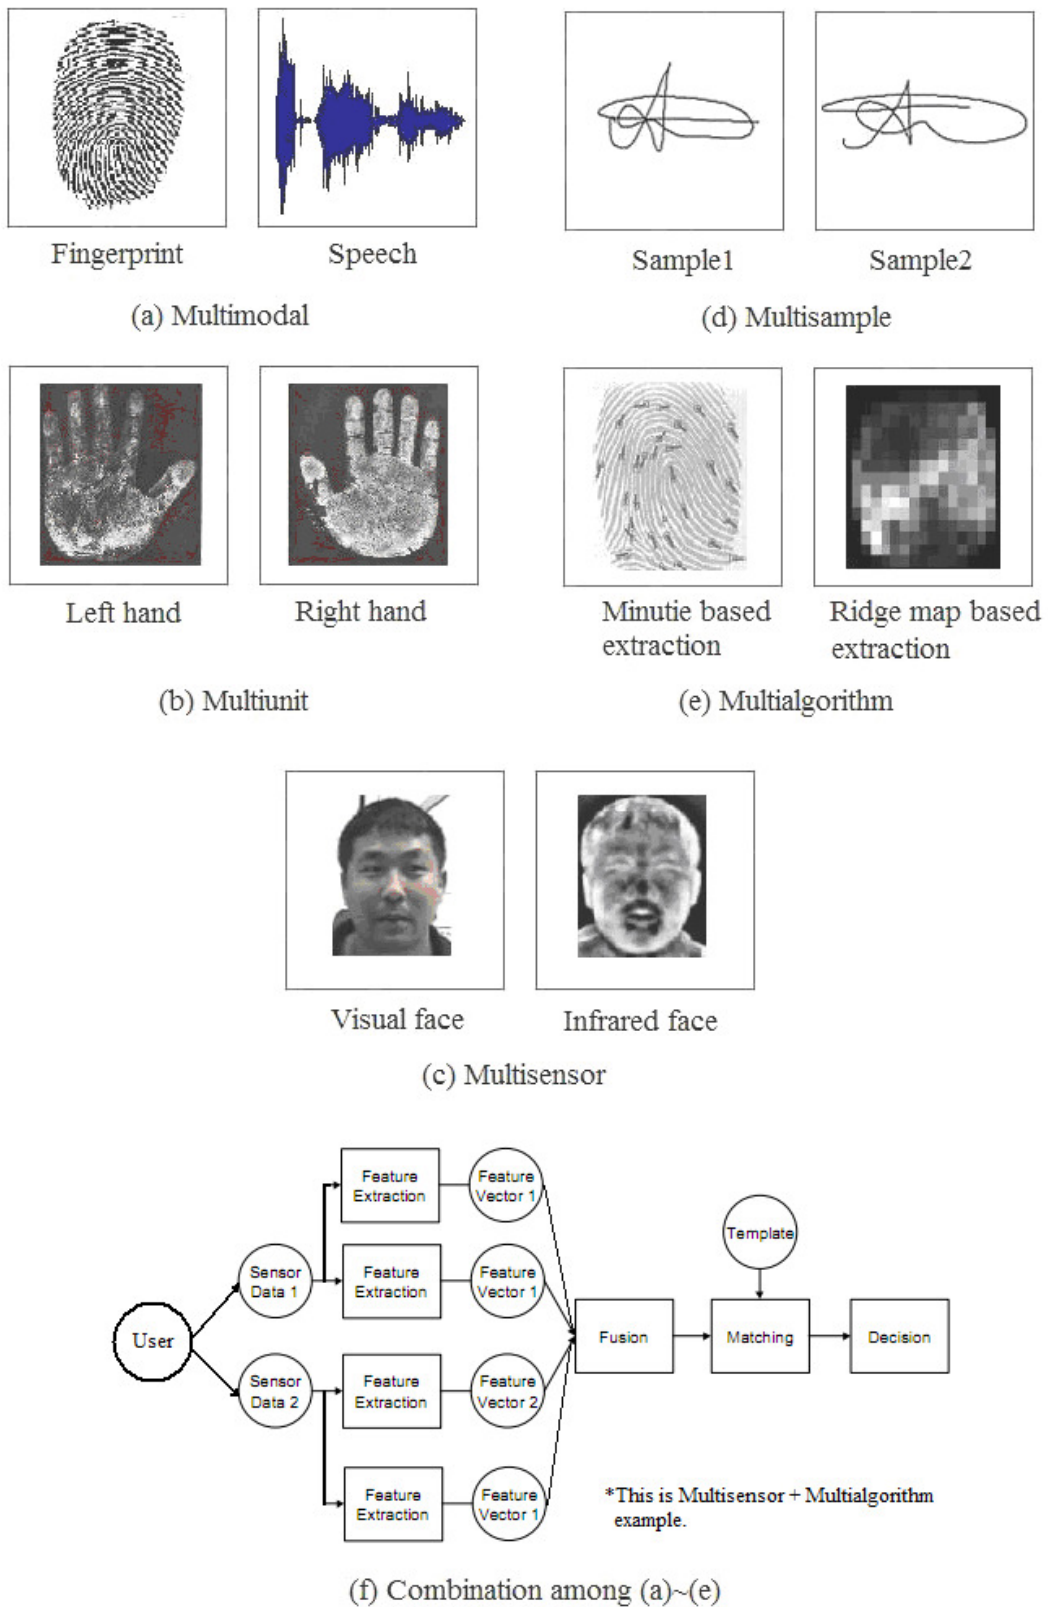 Fingerprint
Speech
(a) Multimodal
Sample1
Sample2
(d) Multisample
Left hand
Right hand
(b) Multiunit
Minutie based
extraction
Ridge map based
extraction
(e) Multialgorithm
Visual face
Infrared face
(c) Multisensor
User
Sensor
Data 1
Sensor
Data 2
Feature
Extraction
Feature
Vector 1
Feature
Extraction
Feature
Vector 1
Feature
Extraction
Feature
Vector 2
Feature
Extraction
Feature
Vector 1
Fusion
Template
Matching
Decision
*This is Multisensor + Multialgorithm
example.
(f) Combination among (a)~(e)